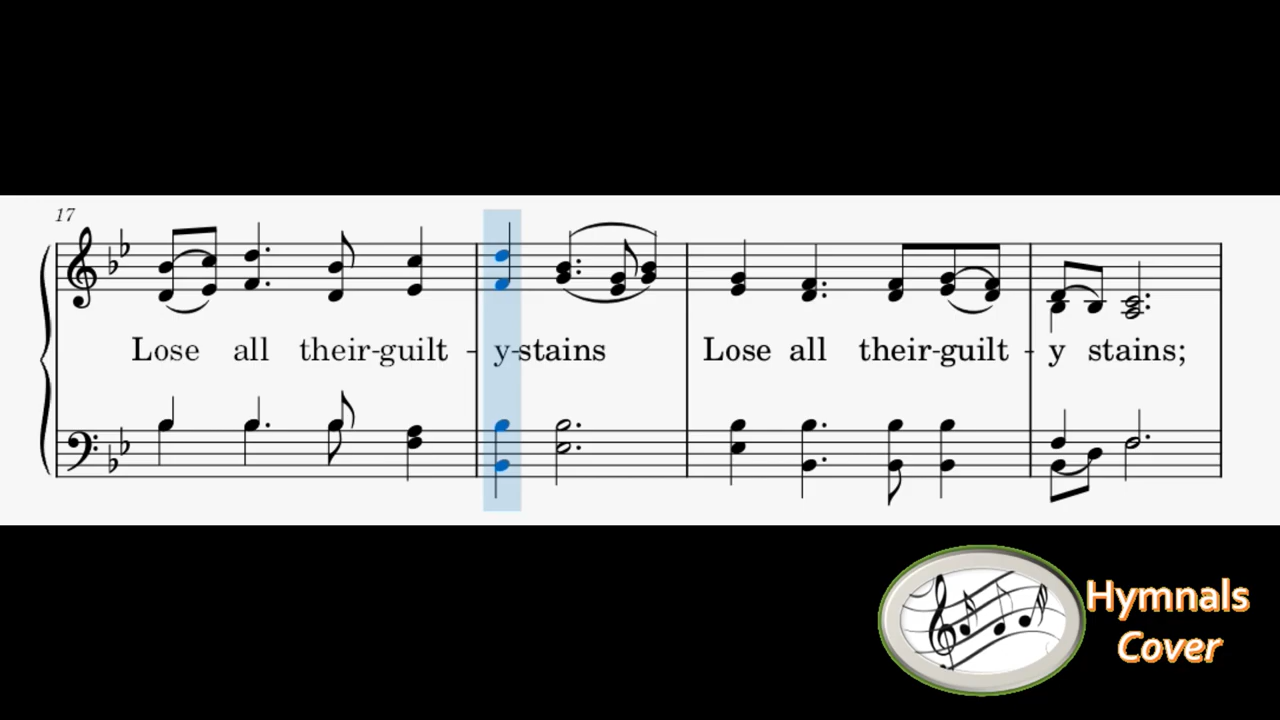 17
Lose all their-guilt - y-stains Lose all their-guilt - y stains;
Hymnals
Cover